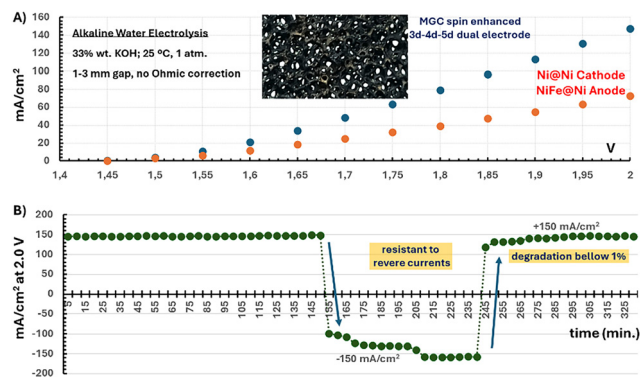 A)
160
140
120
100
80
60
40
20
0
mA/cm²
Alkaline Water Electrolysis
33% wt. KOH; 25 ºC, 1 atm.
1-3 mm gap, no Ohmic correction
MGC spin enhanced
3d-4d-5d dual electrode
Ni@Ni Cathode
NiFe@Ni Anode
V
1,4 1,45 1,5 1,55 1,6 1,65 1,7 1,75 1,8 1,85 1,9 1,95 2
B)
200
150
100
50
0
-50
-100
-150
-200
mA/cm² at 2.0 V
resistant to
revere currents
+150 mA/cm²
degradation bellow 1%
5 15 25 35 45 55 65 75 85 95 105 115 125 135 145 155 165 175 185 195 205 215 225 235 245 255 265 275 285 295 305 315 325
time (min.)
-150 mA/cm²